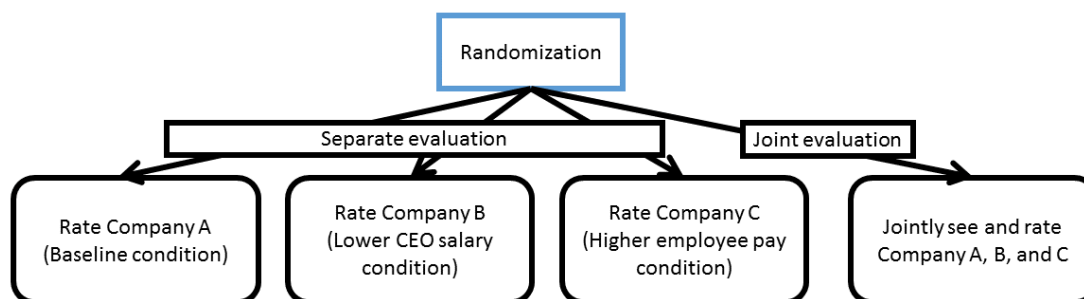 Randomization
Separate evaluation
Joint evaluation
Rate Company A
(Baseline condition)
Rate Company B
(Lower CEO salary
condition)
Rate Company C
(Higher employee pay
condition)
Jointly see and rate
Company A, B, and C